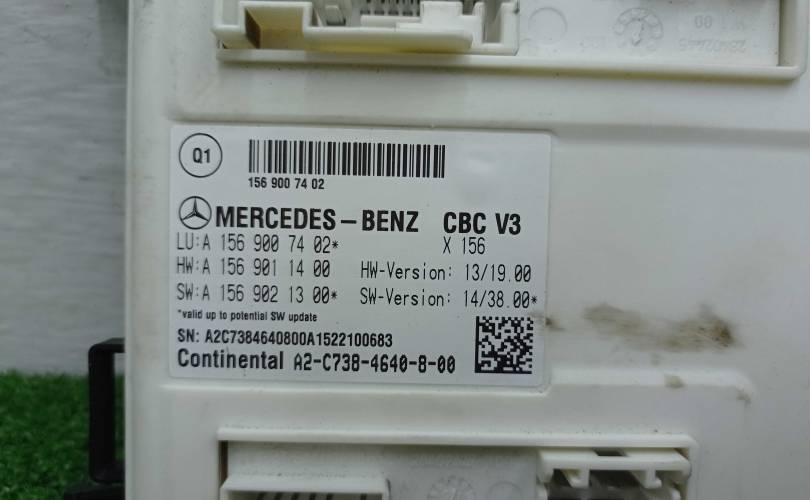 Q1
156 900 74 02
MERCEDES-BENZ CBC V3
LU:A 156 900 74 02* X 156
HW:A 156 901 14 00 HW-Version: 13/19.00
SW:A 156 902 13 00* SW-Version: 14/38.00*
*valid up to potential SW update
SN: A2C7384640800A1522100683
Continental A2-C738-4640-8-00